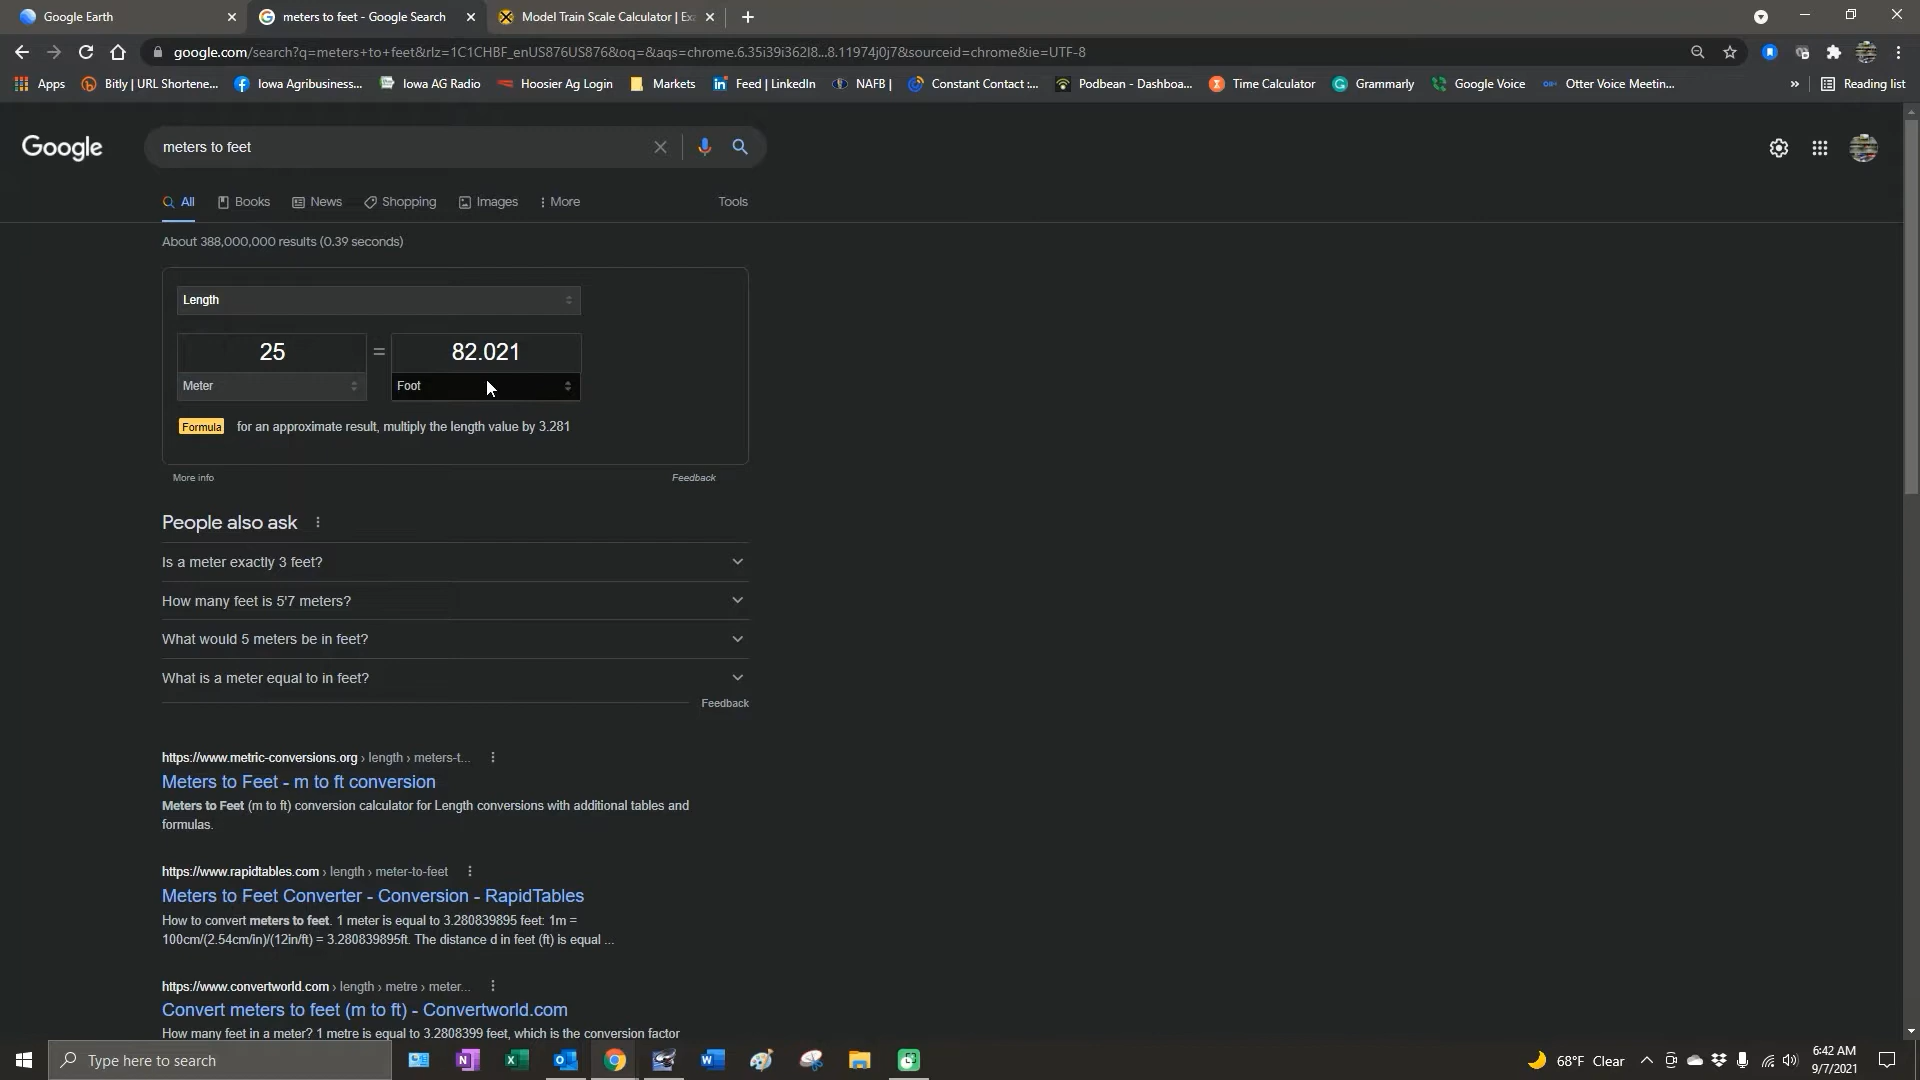 Google Earth
meters to feet - Google Search
Model Train Scale Calculator | Ex
google.com/search?q=meters+to+feet&rlz=1C1CHBF_enUS876US876&oq=&aqs=chrome.6.35i39i362l8...8.11974j0j7&sourceid=chrome&ie=UTF-8
Apps
Bitly | URL Shortene...
Iowa Agribusiness...
Iowa AG Radio
Hoosier Ag Login
Markets
Feed | LinkedIn
NAFB |
Constant Contact :...
Podbean - Dashboa...
Time Calculator
Grammarly
Google Voice
Otter Voice Meetin...
»
Reading list
Google
meters to feet
All
Books
News
Shopping
Images
More
Tools
About 388,000,000 results (0.39 seconds)
Length
25 = 82.021
Meter
Foot
Formula for an approximate result, multiply the length value by 3.281
More info
Feedback
People also ask
Is a meter exactly 3 feet?
How many feet is 5'7 meters?
What would 5 meters be in feet?
What is a meter equal to in feet?
Feedback
https://www.metric-conversions.org › length › meters-t...
Meters to Feet - m to ft conversion
Meters to Feet (m to ft) conversion calculator for Length conversions with additional tables and
formulas.
https://www.rapidtables.com › length › meter-to-feet
Meters to Feet Converter - Conversion - RapidTables
How to convert meters to feet. 1 meter is equal to 3.280839895 feet: 1m =
100cm/(2.54cm/in)/(12in/ft) = 3.280839895ft. The distance d in feet (ft) is equal ...
https://www.convertworld.com › length › metre › meter...
Convert meters to feet (m to ft) - Convertworld.com
How many feet in a meter? 1 metre is equal to 3.2808399 feet, which is the conversion factor
Type here to search
68°F Clear
6:42 AM
9/7/2021